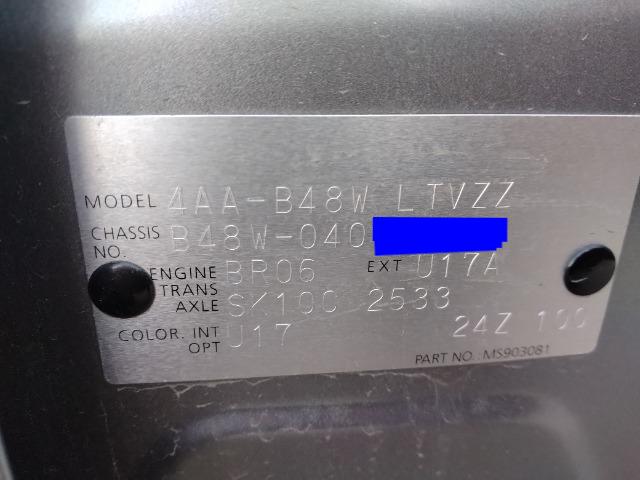 MODEL 4AA-B48W LTVZZ
CHASSIS NO. B48W-040
ENGINE BR06 EXT U17A
TRANS AXLE S/100 2533
COLOR. INT U17 24Z 100
OPT
PART NO.: MS903081